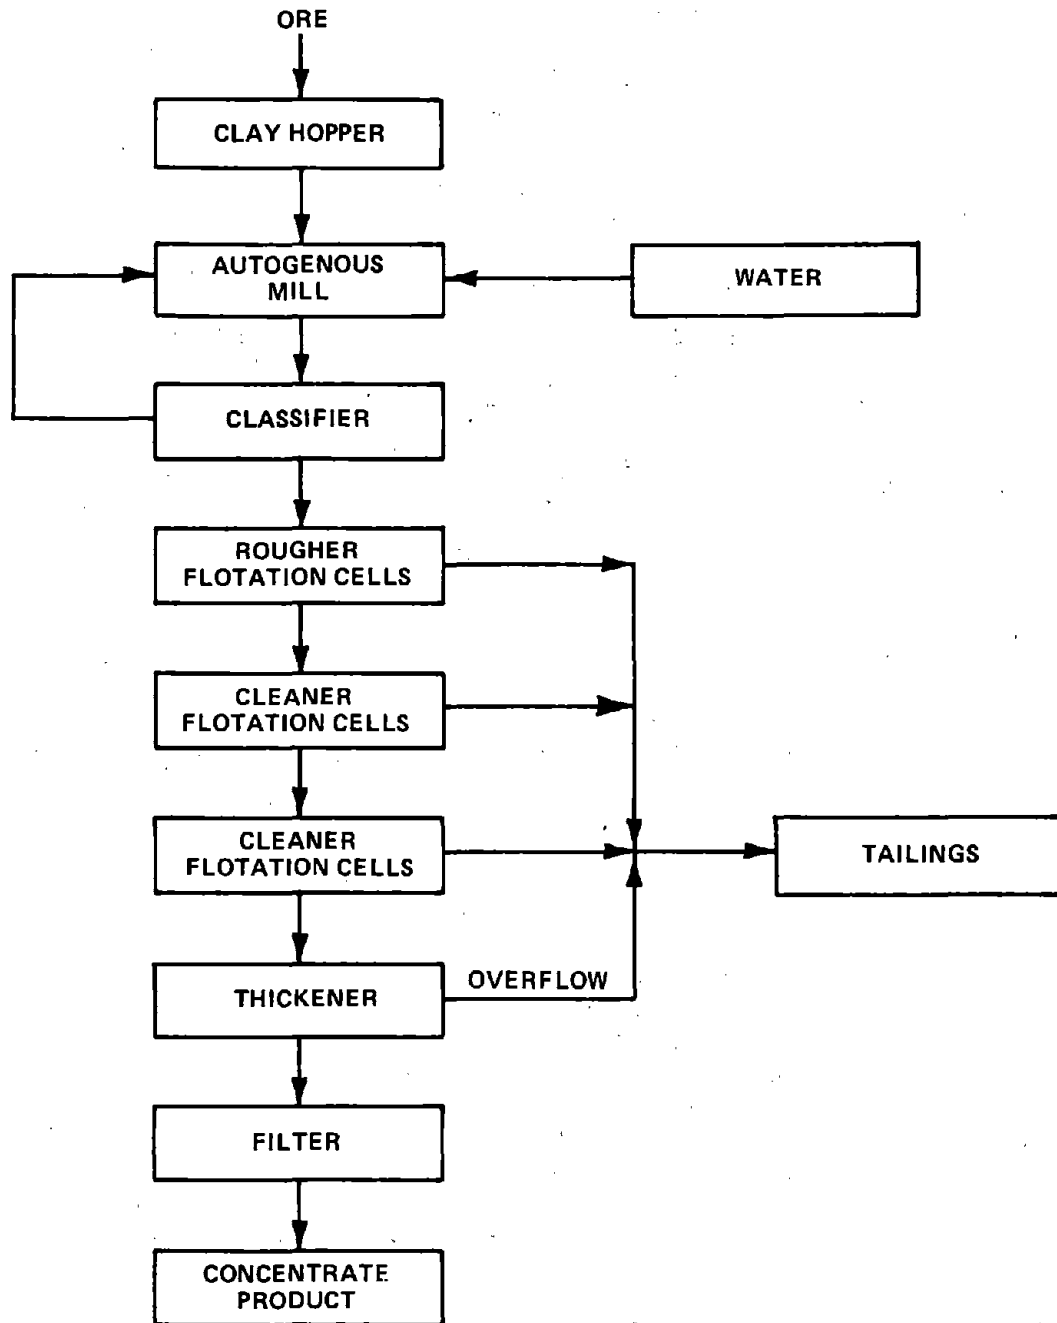 ORE
CLAY HOPPER
AUTOGENOUS
MILL
WATER
CLASSIFIER
ROUGHER
FLOTATION CELLS
CLEANER
FLOTATION CELLS
CLEANER
FLOTATION CELLS
TAILINGS
THICKENER
OVERFLOW
FILTER
CONCENTRATE
PRODUCT